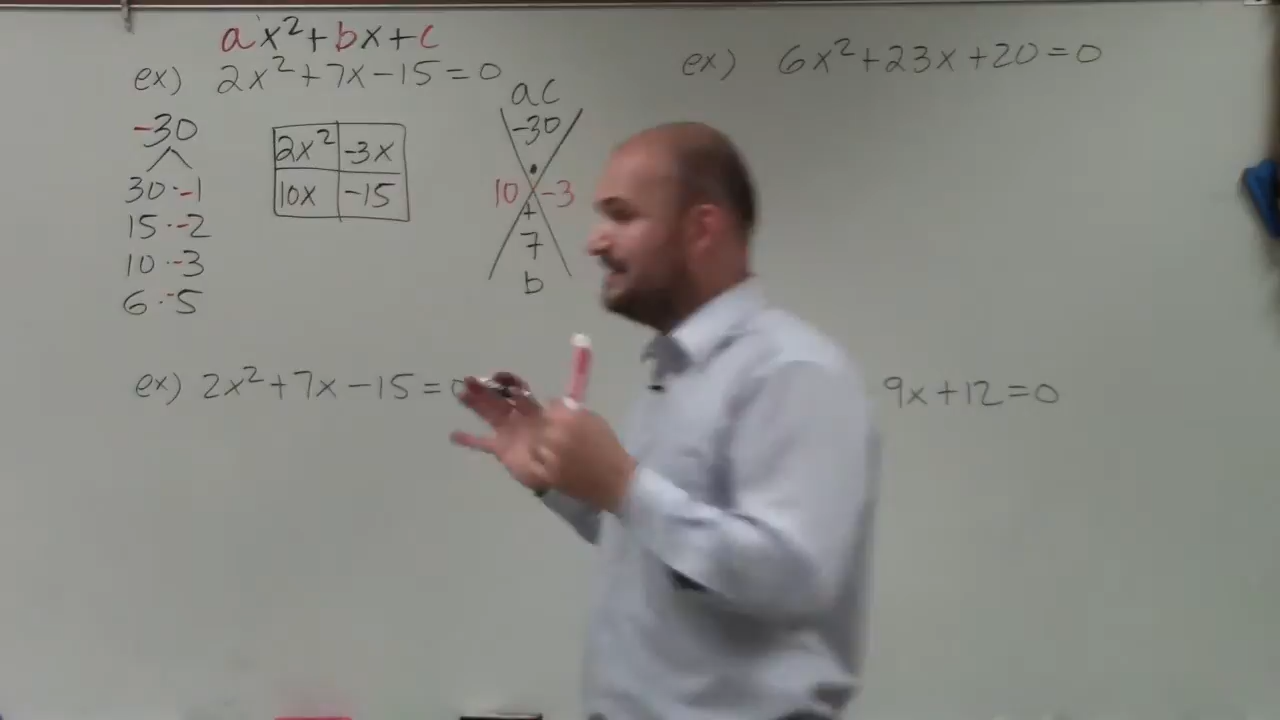 ax²+bx+c
ex) 2x²+7x-15=0
-30
30·-1
15·-2
10·-3
6·-5
2x² -3x
10x -15
ac
-30
·
10 -3
+
7
b
ex) 6x²+23x+20=0
ex) 2x²+7x-15=0
9x+12=0